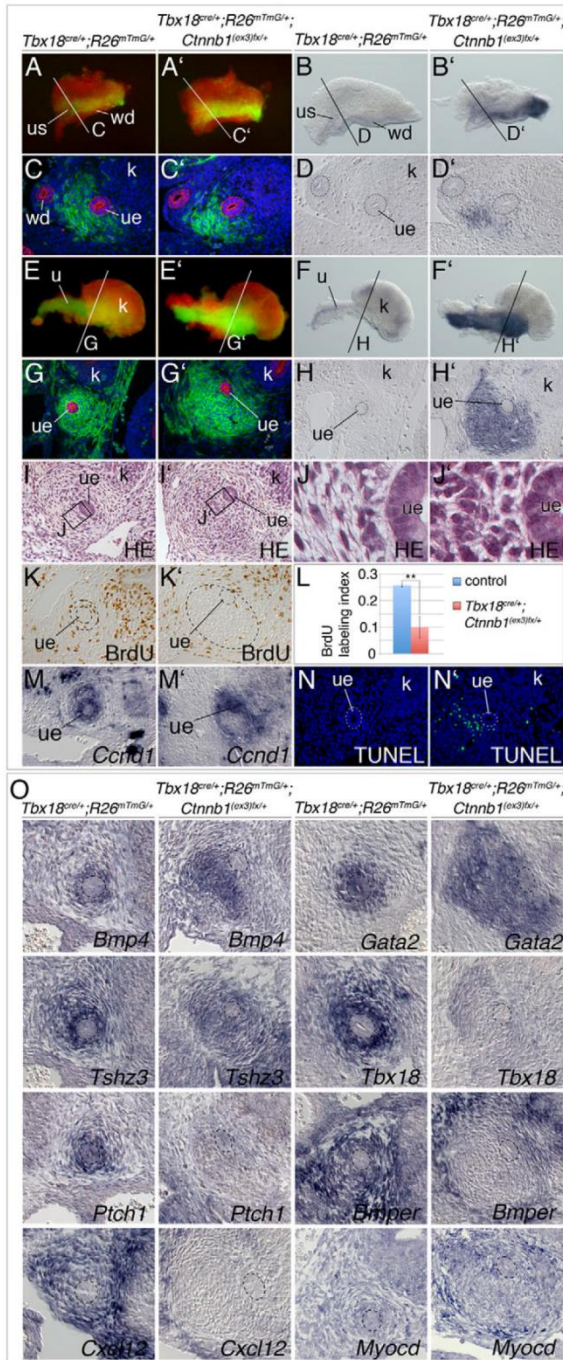 Tbx18cre/+;R26mTmG/+;
Tbx18cre/+;R26mTmG/+ Ctnnb1(ex3)fx/+ Tbx18cre/+;R26mTmG/+ Ctnnb1(ex3)fx/+
Tbx18cre/+;R26mTmG/+;
A A‘ B B‘
us C wd C‘ us D wd D‘
C k C‘ D k D‘
wd ue ue
E E‘ F F‘
u k u
G G‘ H H‘
G k G‘ k H k H‘ k
ue ue ue ue
I ue k I‘ k J J‘
J J‘ ue ue ue
HE HE HE HE
K K‘ L 0.3 ** control
0.2 Tbx18cre/+;
ue ue BrdU labeling index 0.1 Ctnnb1(ex3)fx/+
BrdU BrdU 0
M M‘ N ue k N‘ ue k
ue ue
Ccnd1 Ccnd1 TUNEL TUNEL
O Tbx18cre/+;R26mTmG/+; Tbx18cre/+;R26mTmG/+;
Tbx18cre/+;R26mTmG/+ Ctnnb1(ex3)fx/+ Tbx18cre/+;R26mTmG/+ Ctnnb1(ex3)fx/+
Bmp4 Bmp4 Gata2 Gata2
Tshz3 Tshz3 Tbx18 Tbx18
Ptch1 Ptch1 Bmper Bmper
Cxcl12 Cxcl12 Myocd Myocd